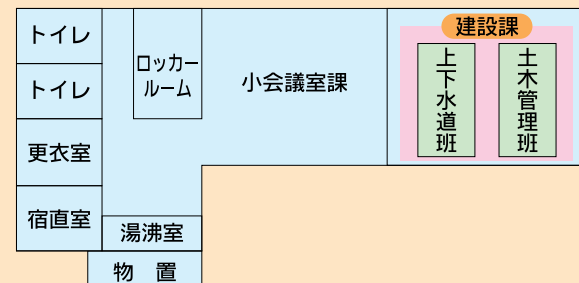 トイレ
トイレ
更衣室
宿直室
ロッカー
ルーム
湯沸室
物 置
小会議室課
建設課
上下水道班
土木管理班